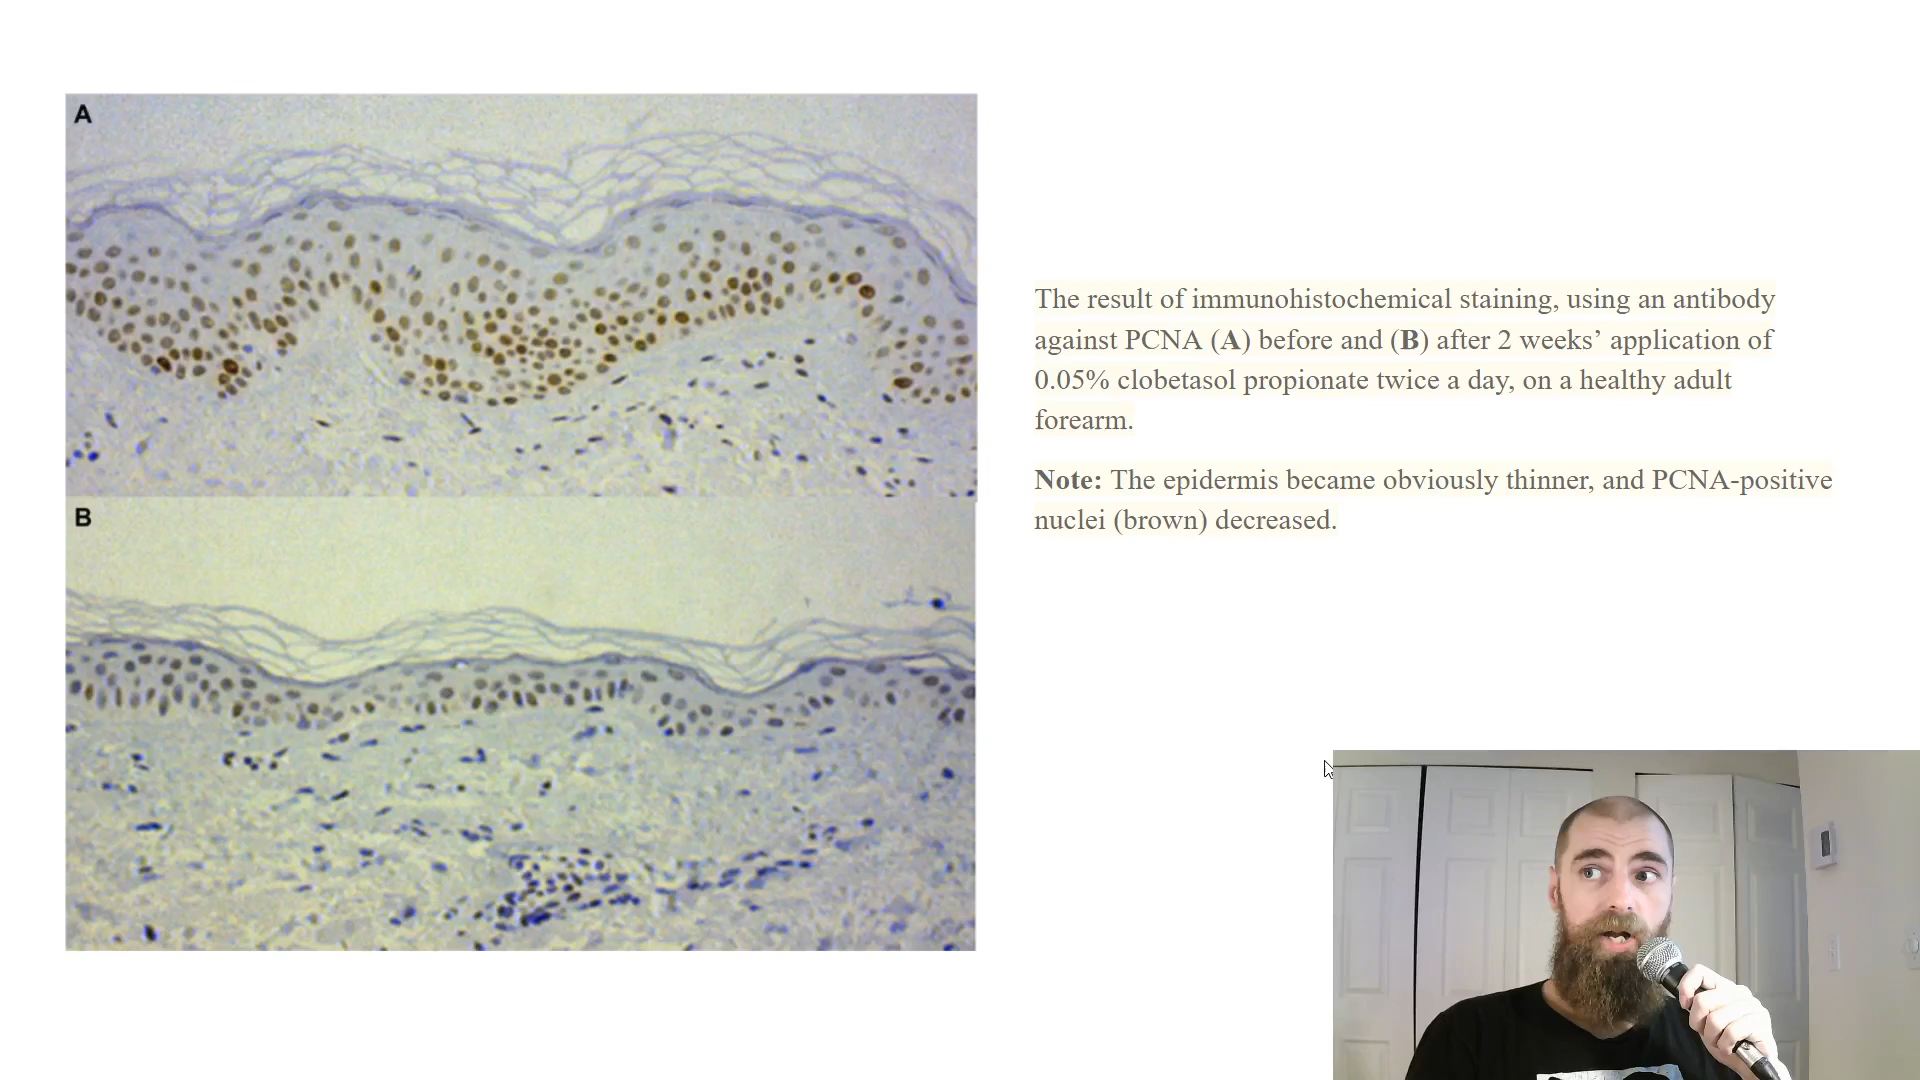 A
B
The result of immunohistochemical staining, using an antibody
against PCNA (A) before and (B) after 2 weeks’ application of
0.05% clobetasol propionate twice a day, on a healthy adult
forearm.
Note: The epidermis became obviously thinner, and PCNA-positive
nuclei (brown) decreased.